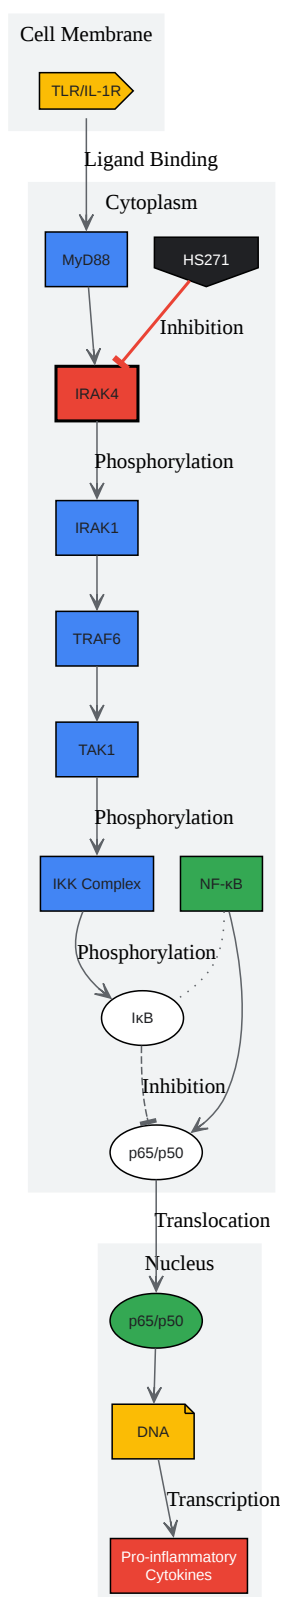 Cell Membrane
TLR/IL-1R
Ligand Binding
Cytoplasm
MyD88
HS271
Inhibition
IRAK4
Phosphorylation
IRAK1
TRAF6
TAK1
Phosphorylation
IKK Complex
NF-κB
Phosphorylation
IκB
Inhibition
p65/p50
Translocation
Nucleus
p65/p50
DNA
Transcription
Pro-inflammatory
Cytokines